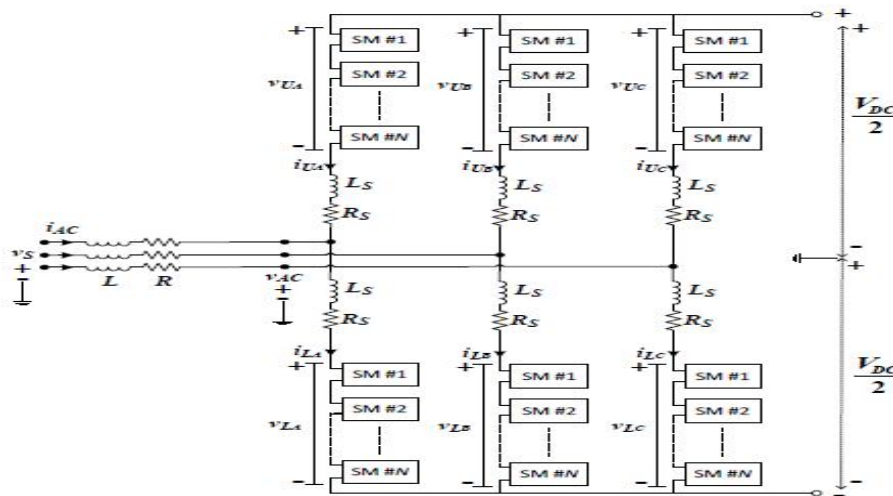 + SM #1 + SM #1 + SM #1 + +
vUA SM #2 vUB SM #2 vUC SM #2
VDC
2
- SM #N - SM #N - SM #N
iUA iUB iUC
LS LS LS
RS RS RS
iAC
vS
+ L R vAC - +
- +
-
LS LS LS
RS RS RS
iLA iLB iLC
+ SM #1 + SM #1 + SM #1
VDC
2
vLA SM #2 vLB SM #2 vLC SM #2
- SM #N - SM #N - SM #N - -